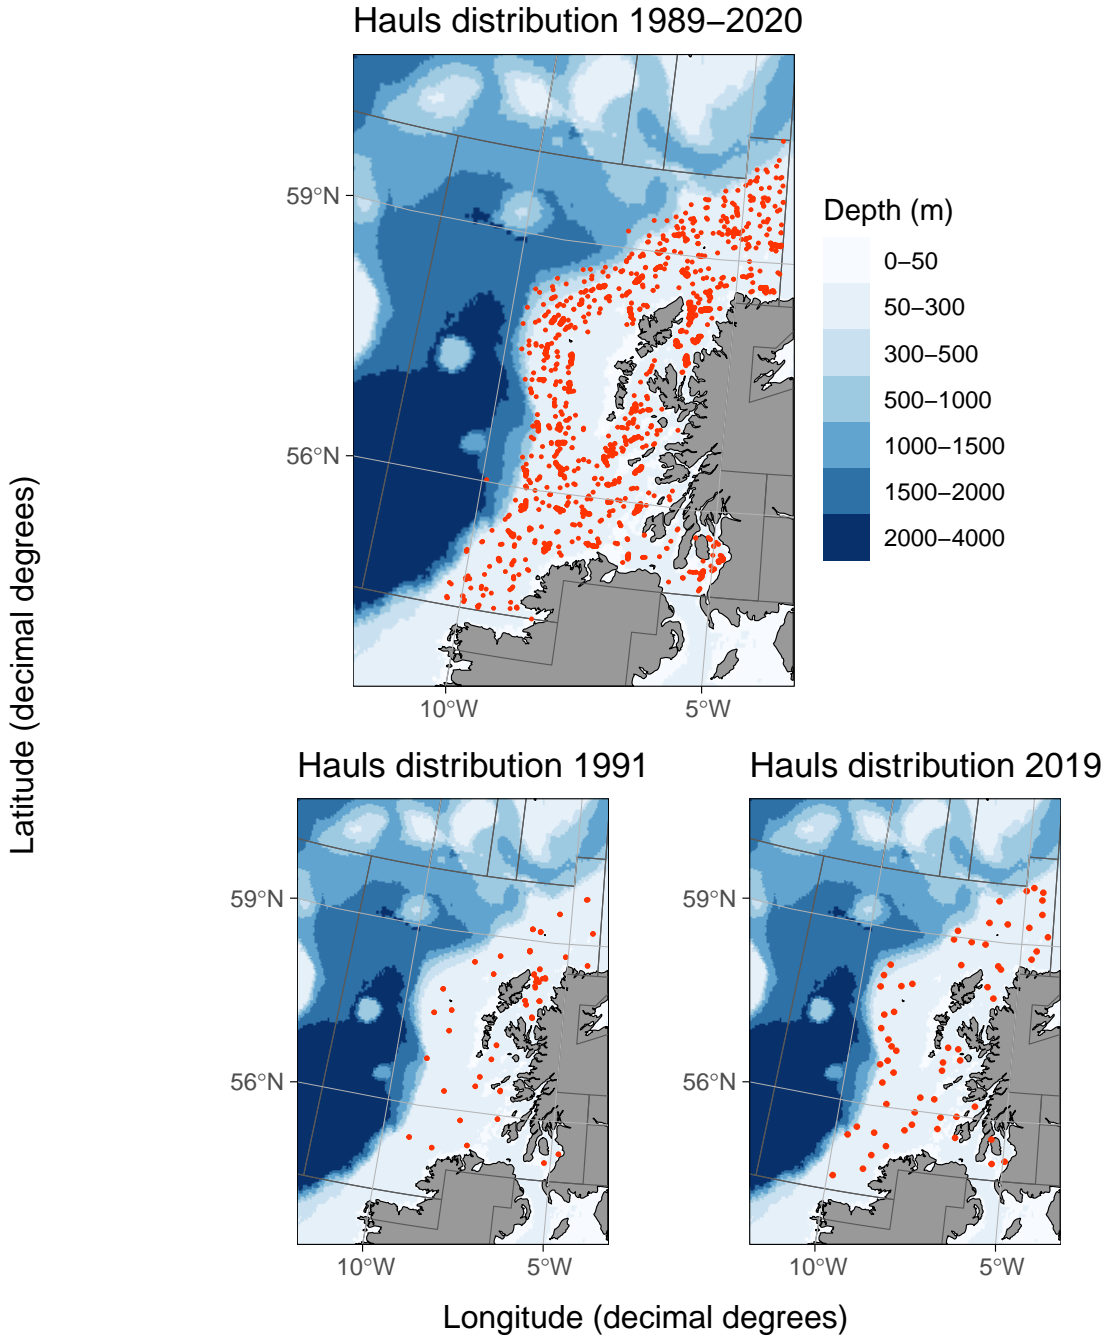 Hauls distribution 1989–2020
59°N
56°N
10°W
5°W
Depth (m)
0–50
50–300
300–500
500–1000
1000–1500
1500–2000
2000–4000
Latitude (decimal degrees)
Hauls distribution 1991
59°N
56°N
10°W
5°W
Hauls distribution 2019
59°N
56°N
10°W
5°W
Longitude (decimal degrees)